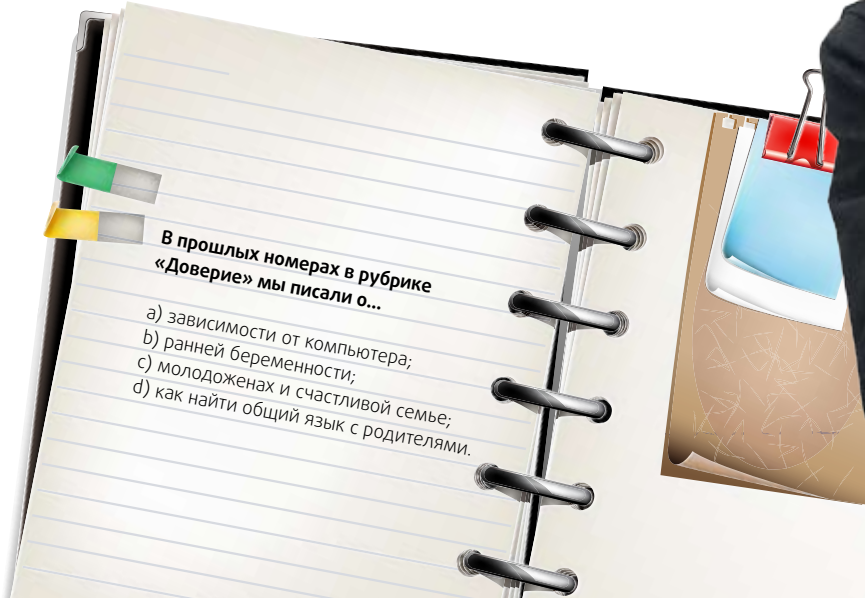 В прошлых номерах в рубрике
«Доверие» мы писали о...
a) зависимости от компьютера;
b) ранней беременности;
c) молодоженах и счастливой семье;
d) как найти общий язык с родителями.